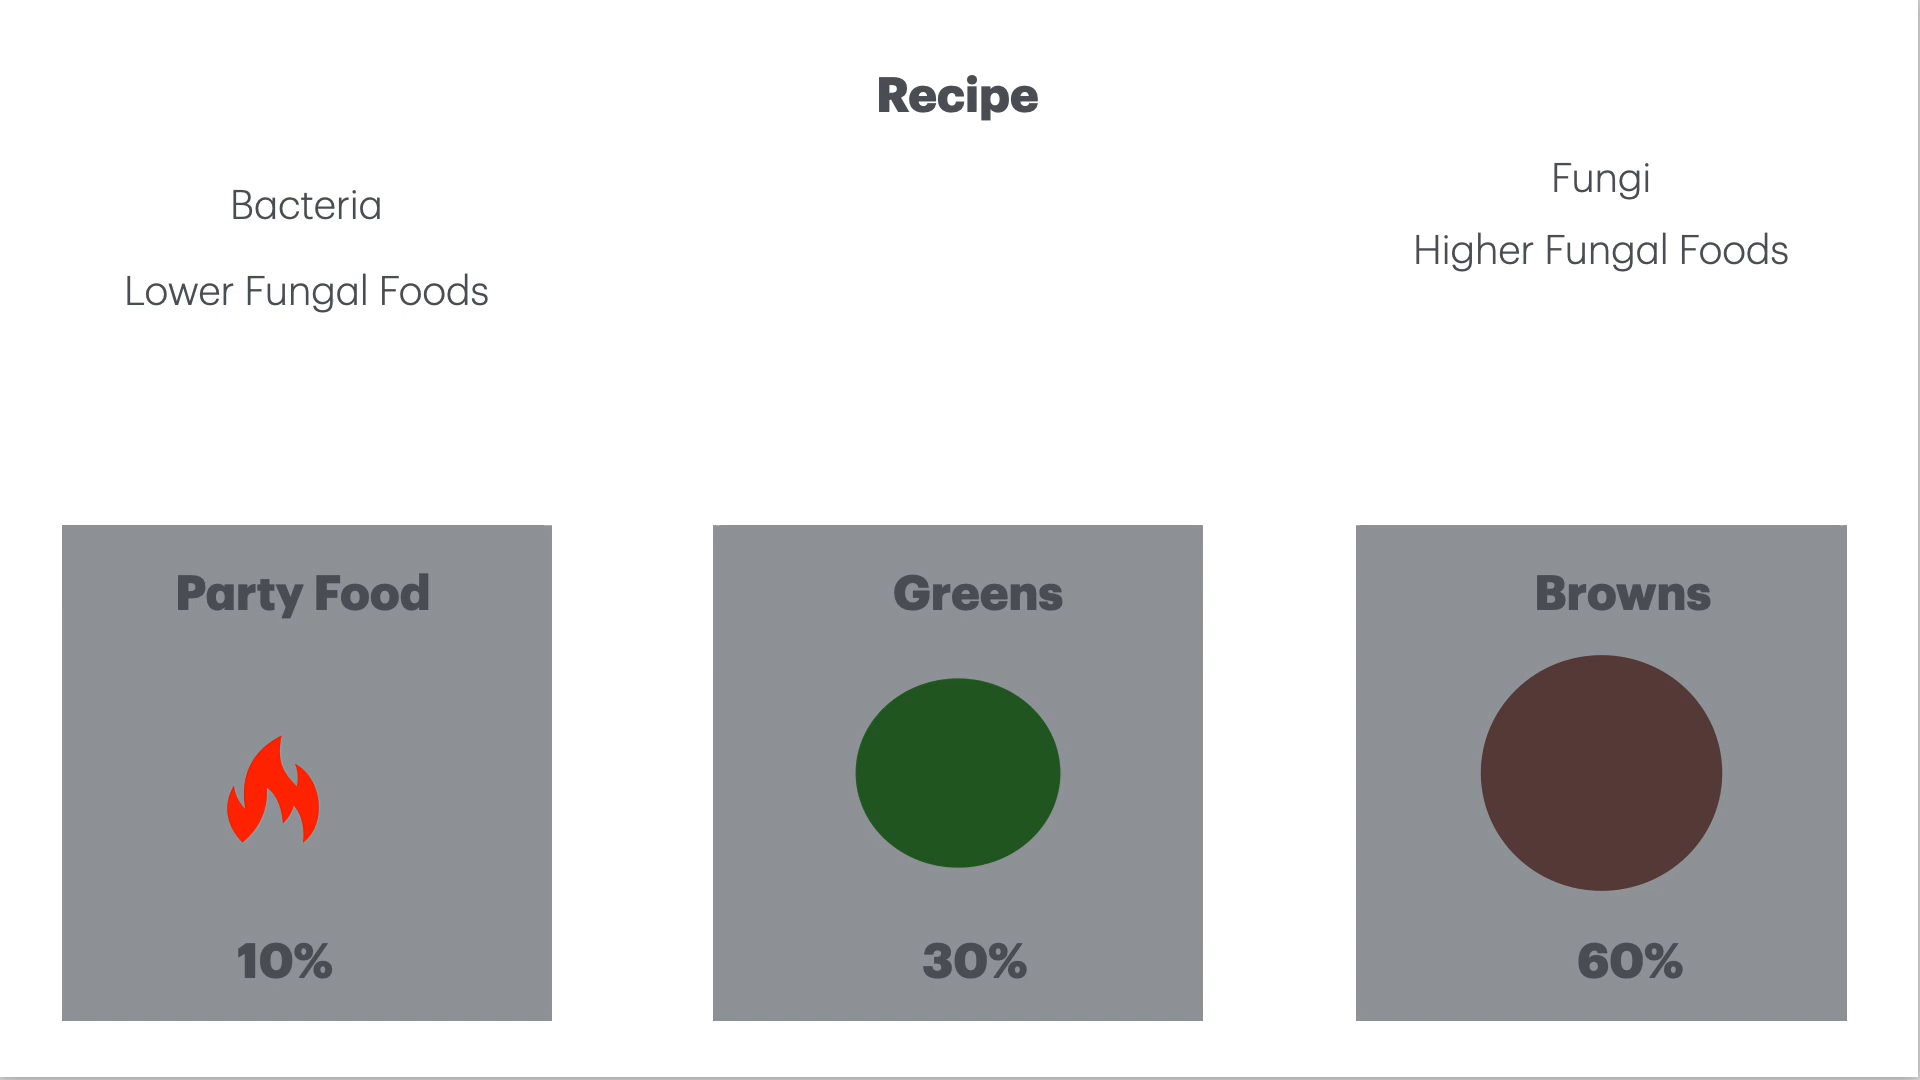 Recipe
Bacteria
Lower Fungal Foods
Fungi
Higher Fungal Foods
Party Food
10%
Greens
30%
Browns
60%